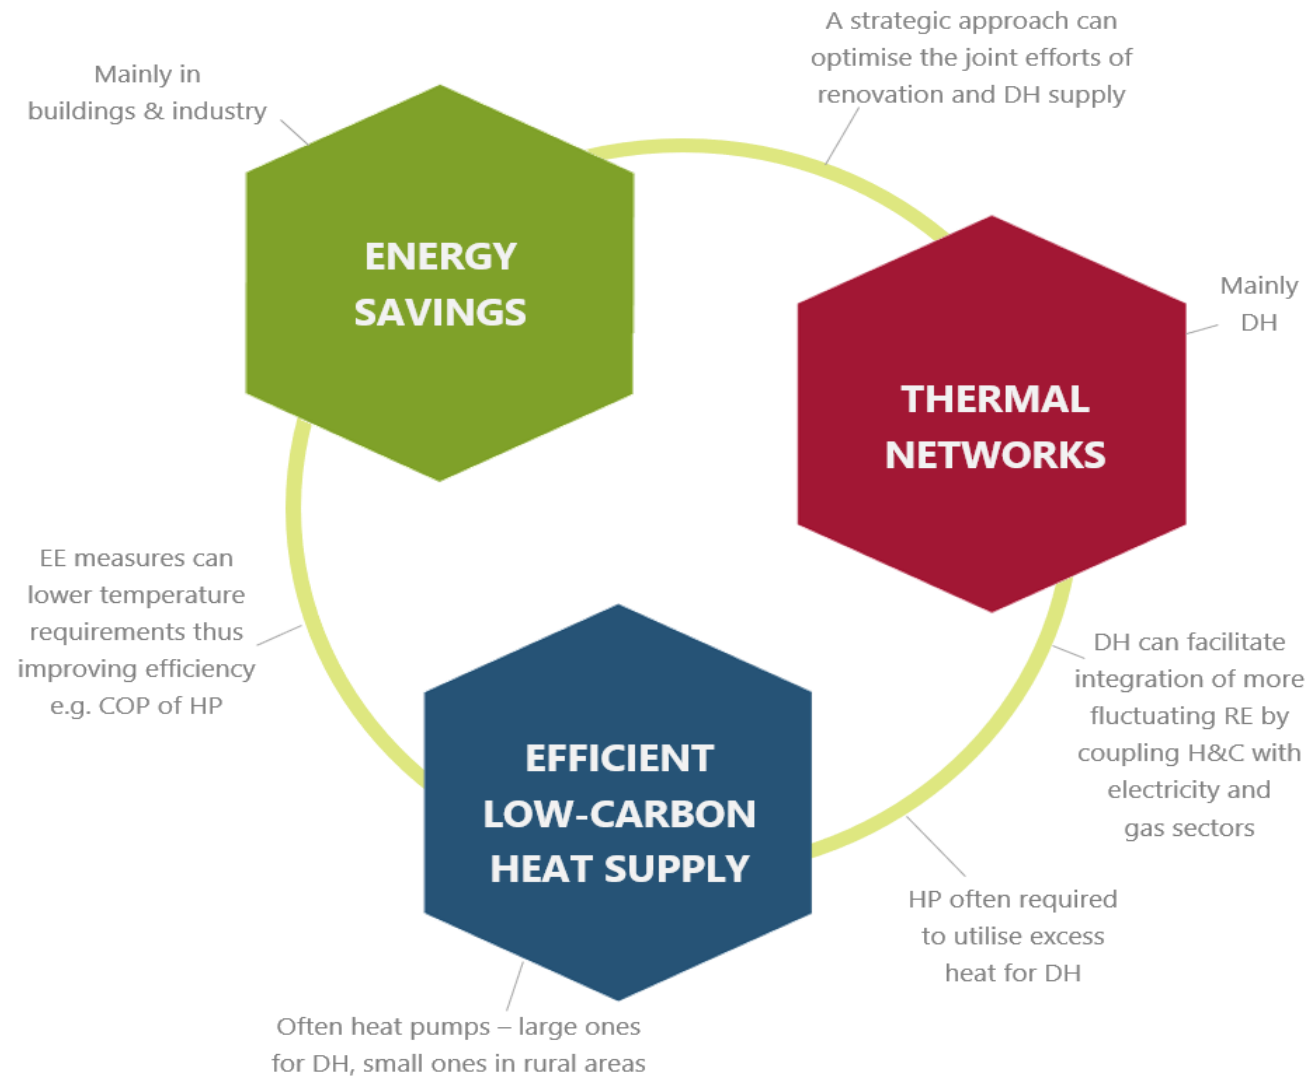 A strategic approach can
optimise the joint efforts of
renovation and DH supply
Mainly in
buildings & industry
ENERGY
SAVINGS
Mainly
DH
THERMAL
NETWORKS
EE measures can
lower temperature
requirements thus
improving efficiency
e.g. COP of HP
DH can facilitate
integration of more
fluctuating RE by
coupling H&C with
electricity and
gas sectors
EFFICIENT
LOW-CARBON
HEAT SUPPLY
HP often required
to utilise excess
heat for DH
Often heat pumps – large ones
for DH, small ones in rural areas